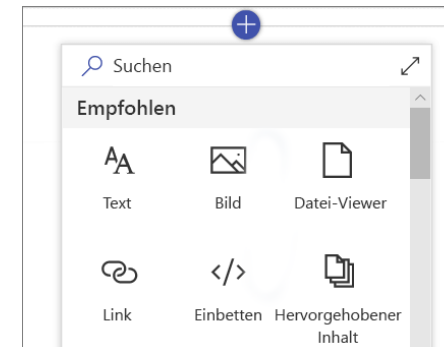 Suchen
Empfohlen
Text Bild Datei-Viewer
Link Einbetten Hervorgehobener
Inhalt